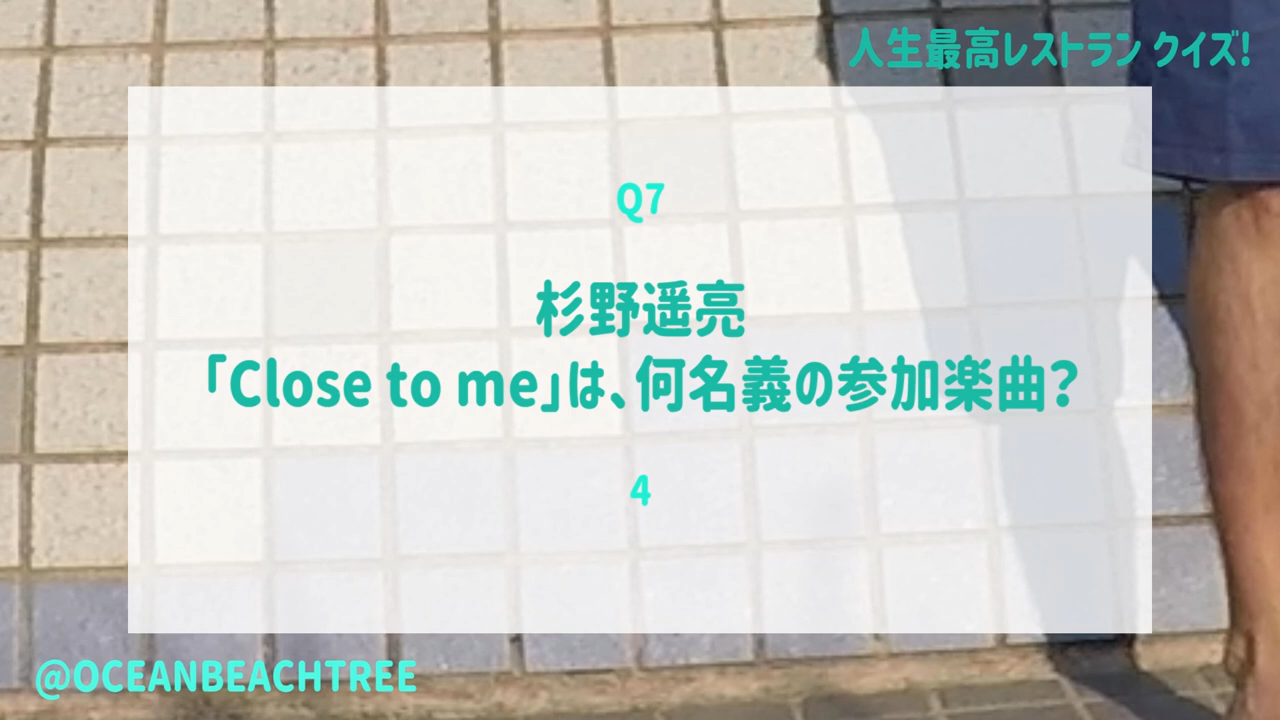 人生最高レストラン クイズ!
Q7
杉野遥亮
「Close to me」は、何名義の参加楽曲?
4
@OCEANBEACHTREE